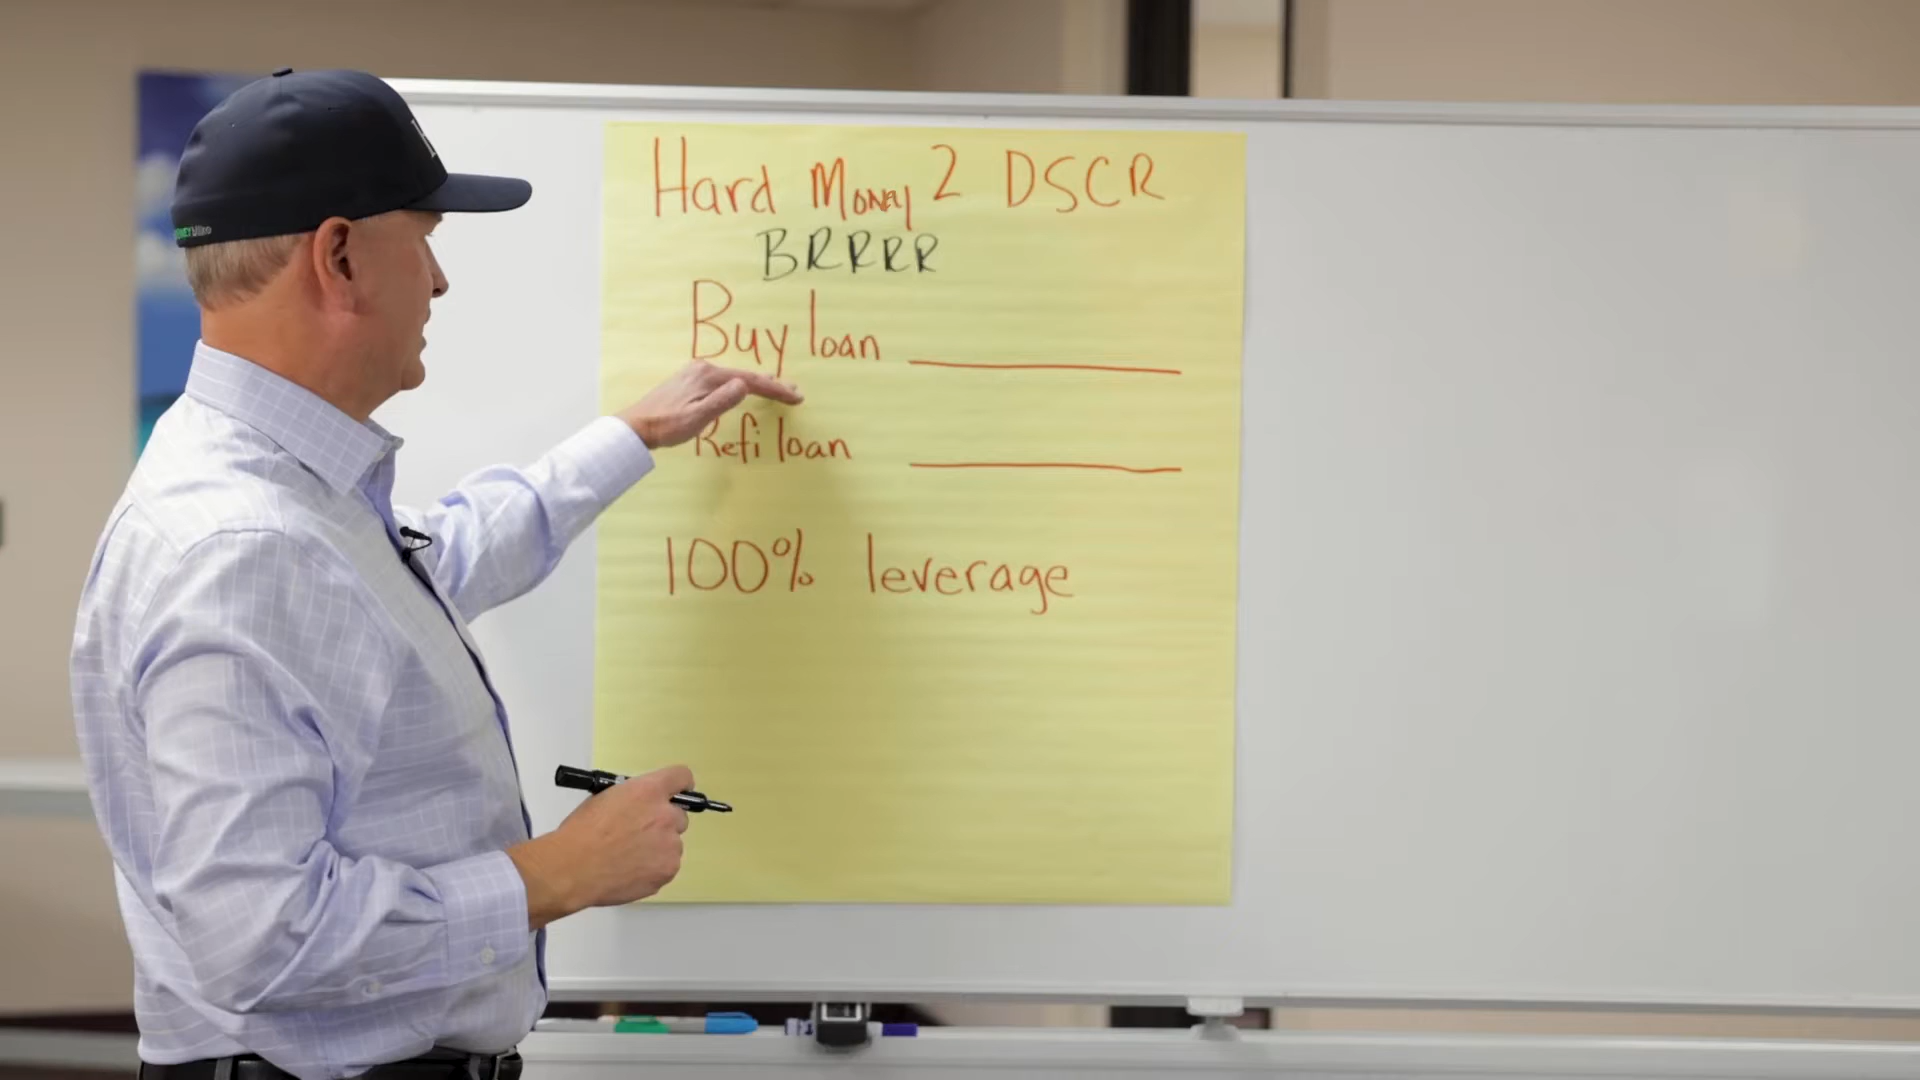 Hard Money 2 DSCR
BRRRR
Buy loan
Refi loan
100% leverage